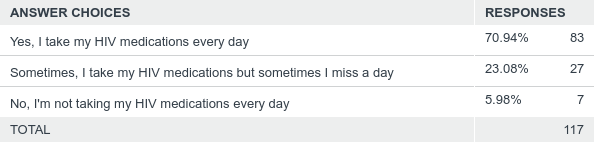 ANSWER CHOICES RESPONSES
Yes, I take my HIV medications every day 70.94% 83
Sometimes, I take my HIV medications but sometimes I miss a day 23.08% 27
No, I'm not taking my HIV medications every day 5.98% 7
TOTAL 117